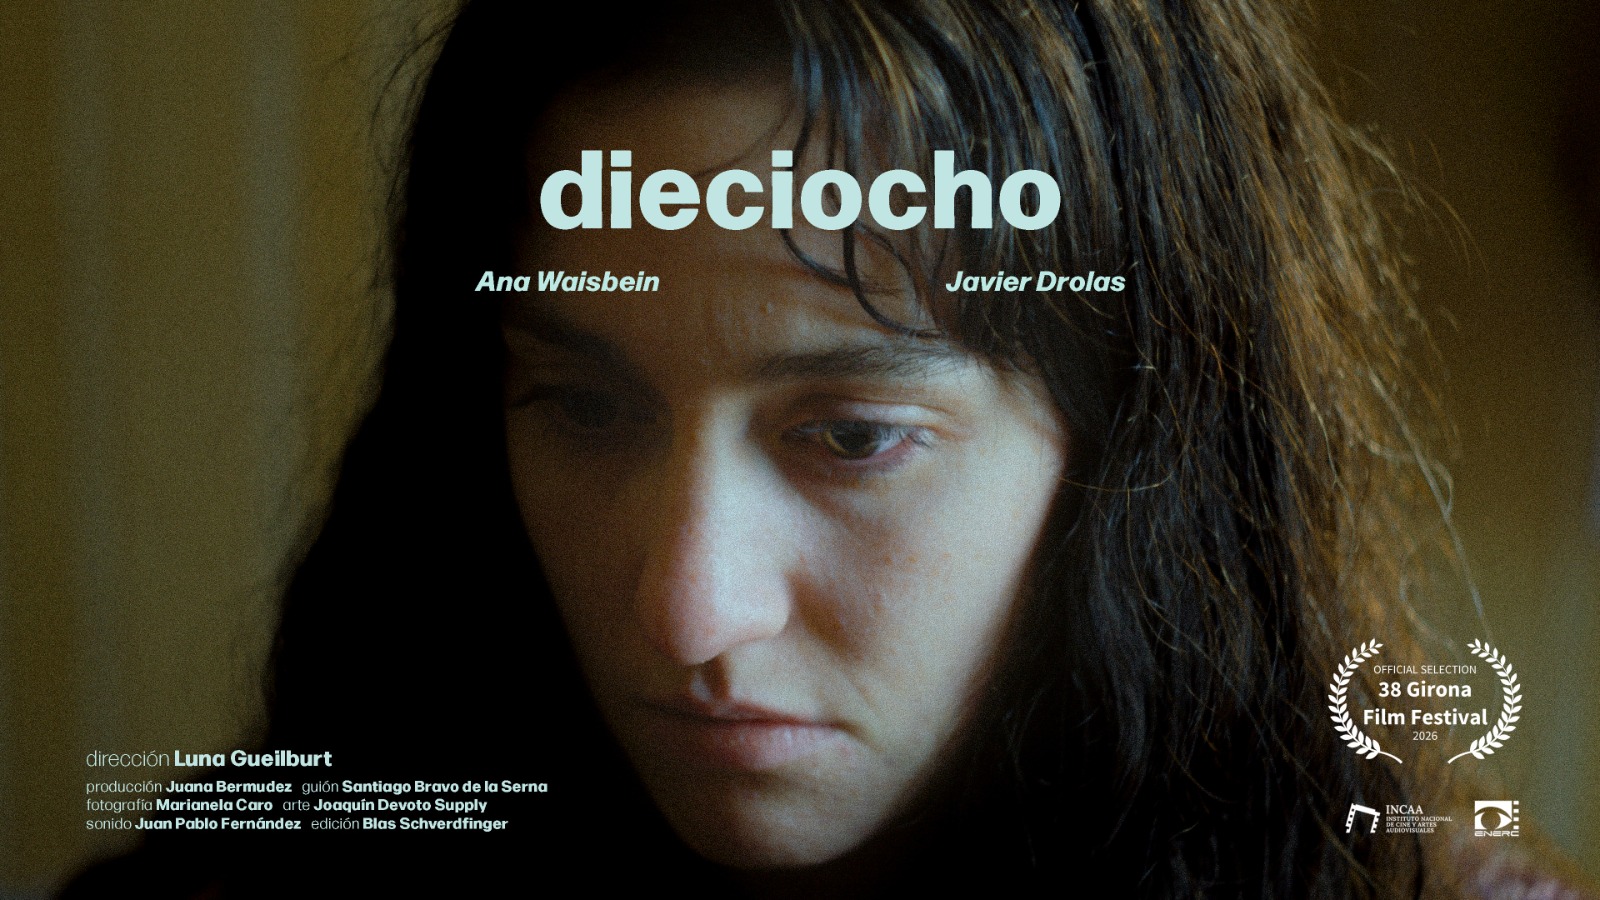 dieciocho
Ana Waisbein Javier Drolas
dirección Luna Gueilburt
producción Juana Bermudez guión Santiago Bravo de la Serna
fotografía Marianela Caro arte Joaquín Devoto Supply
sonido Juan Pablo Fernández edición Blas Schverdfinger
OFFICIAL SELECTION
38 Girona
Film Festival
2026
INCAA
INSTITUTO NACIONAL
DE CINE Y ARTES
AUDIOVISUALES
ENERC